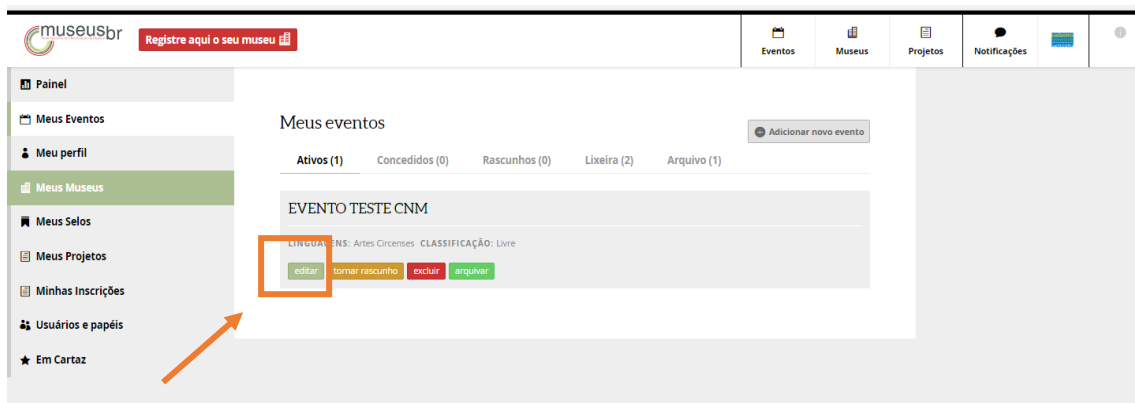 museusbr
Registre aqui o seu museu
Eventos
Museus
Projetos
Notificações
Painel
Meus Eventos
Meu perfil
Meus Museus
Meus Selos
Meus Projetos
Minhas Inscrições
Usuários e papéis
Em Cartaz
Meus eventos
Adicionar novo evento
Ativos (1) Concedidos (0) Rascunhos (0) Lixeira (2) Arquivo (1)
EVENTO TESTE CNM
LINGUAGENS: Artes Circenses CLASSIFICAÇÃO: Livre
editar tornar rascunho excluir arquivar